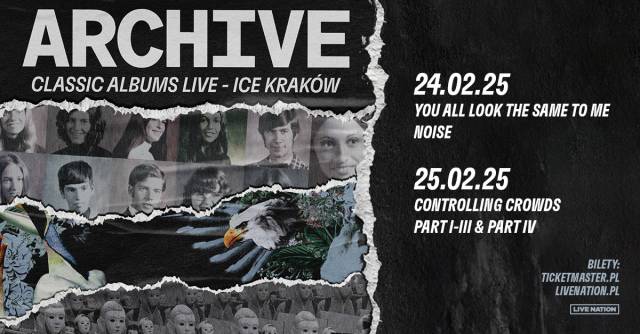 ARCHIVE
CLASSIC ALBUMS LIVE - ICE KRAKÓW
24.02.25
YOU ALL LOOK THE SAME TO ME
NOISE
25.02.25
CONTROLLING CROWDS
PART I-III & PART IV
BILETY:
TICKETMASTER.PL
LIVENATION.PL
LIVE NATION